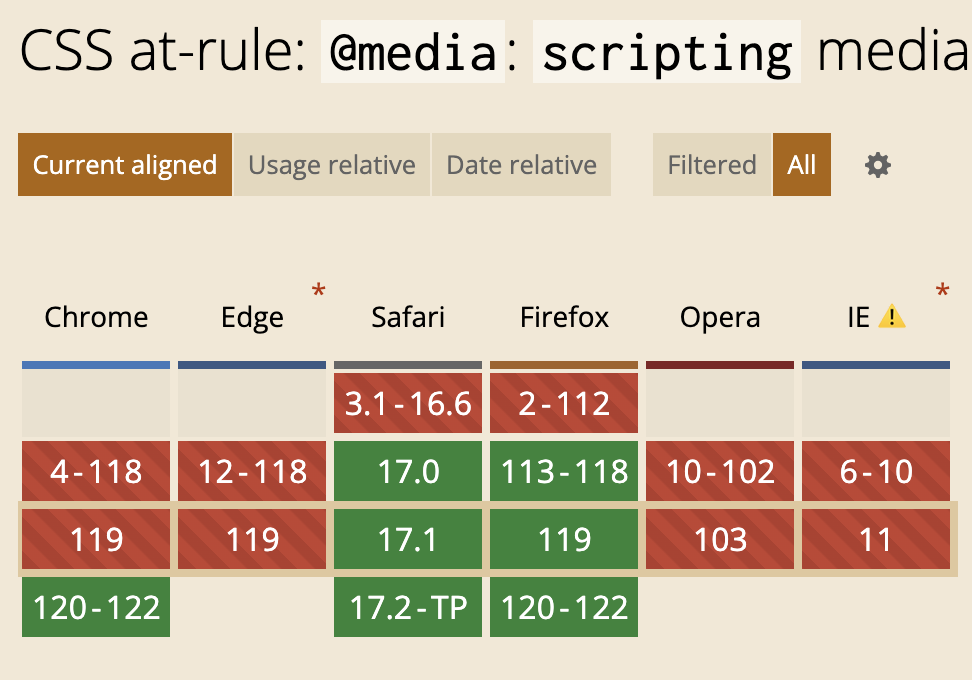 CSS at-rule: @media: scripting media
Current aligned Usage relative Date relative Filtered All
* *
Chrome Edge Safari Firefox Opera IE ⚠️
3.1-16.6 2-112
4-118 12-118 17.0 113-118 10-102 6-10
119 119 17.1 119 103 11
120-122 17.2-TP 120-122